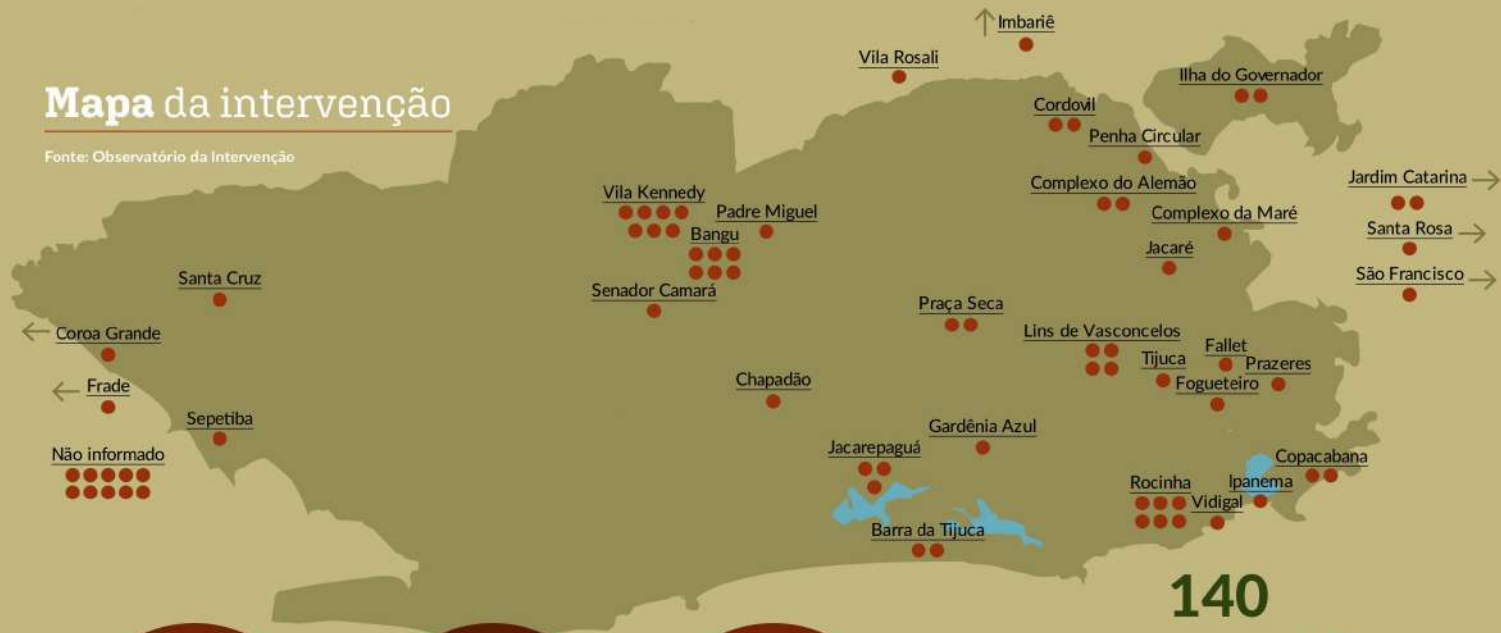 Mapa da intervenção
Fonte: Observatório da Intervenção
Imbariê
Vila Rosali
Ilha do Governador
Cordovil
Penha Circular
Complexo do Alemão
Jardim Catarina
Vila Kennedy
Padre Miguel
Complexo da Maré
Bangu
Santa Rosa
Jacaré
São Francisco
Santa Cruz
Senador Camará
Praça Seca
Coroa Grande
Lins de Vasconcelos
Fallet
Tijuca
Prazeres
Frade
Chapadão
Fogueteiro
Sepetiba
Gardênia Azul
Não informado
Jacarepaguá
Copacabana
Rocinha
Ipanema
Vidigal
Barra da Tijuca
140